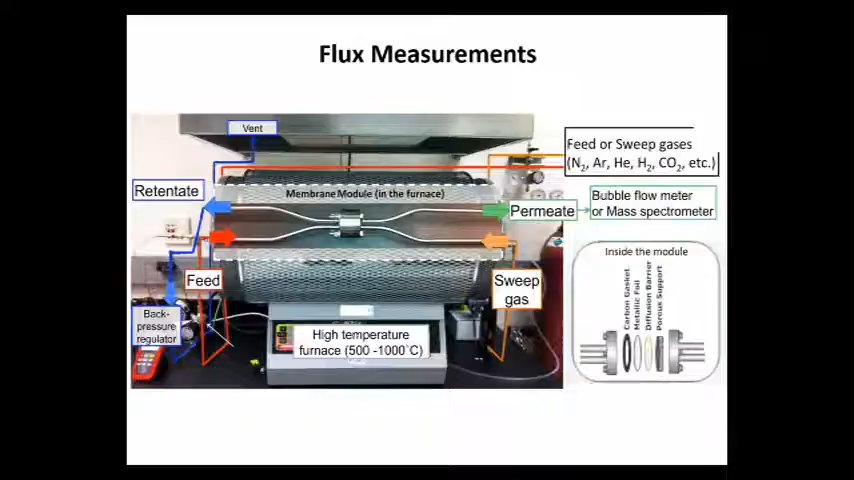 Flux Measurements
Vent
Feed or Sweep gases
(N2, Ar, He, H2, CO2, etc.)
Retentate
Membrane Module (in the furnace)
Permeate
Bubble flow meter
or Mass spectrometer
Feed
Sweep
gas
Inside the module
Carbon Gasket
Metallic Foil
Diffusion Barrier
Porous Support
Back-
pressure
regulator
High temperature
furnace (500 -1000°C)